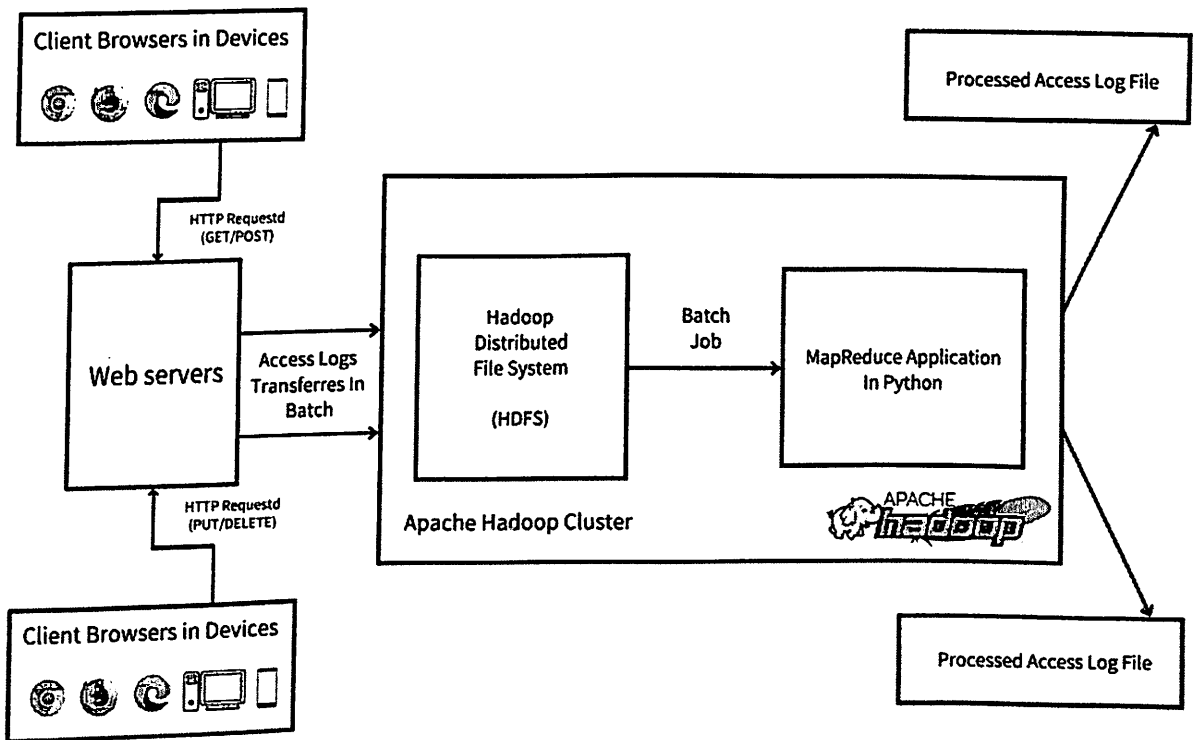 Client Browsers in Devices
Processed Access Log File
HTTP Requestd
(GET/POST)
Web servers
Access Logs
Transferres In
Batch
Hadoop
Distributed
File System
(HDFS)
Batch
Job
MapReduce Application
In Python
HTTP Requestd
(PUT/DELETE)
Apache Hadoop Cluster
APACHE
hadoop
Client Browsers in Devices
Processed Access Log File